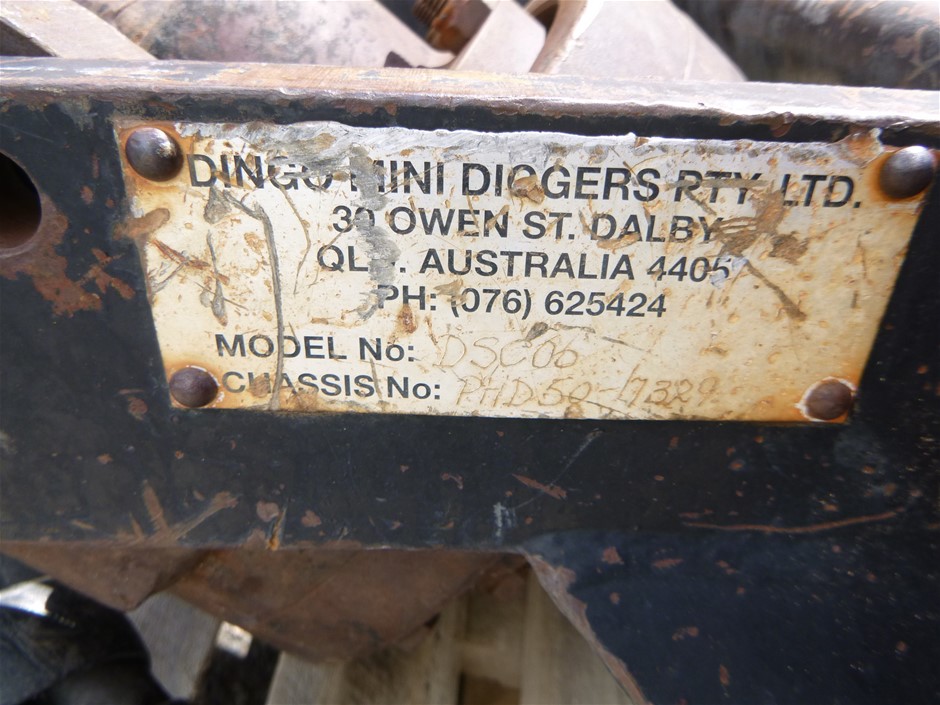 DINGO MINI DIGGERS PTY. LTD.
30 OWEN ST. DALBY
QLD. AUSTRALIA 4405
PH: (076) 625424
MODEL No: DSC06
CHASSIS No: PHD50-17329